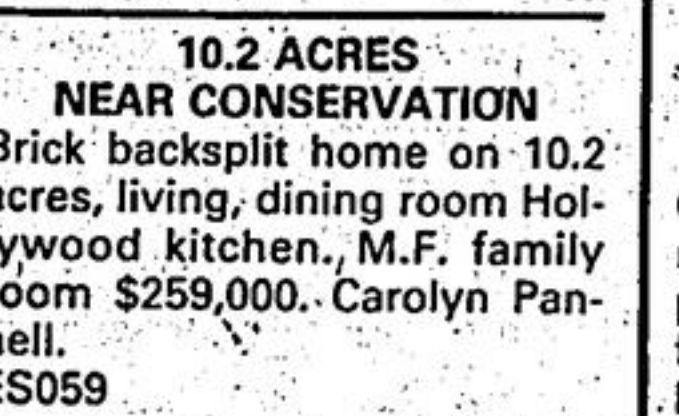 10.2 ACRES
NEAR CONSERVATION
Brick backsplit home on 10.2
acres, living, dining room Hol-
lywood kitchen., M.F. family
room $259,000. Carolyn Pan-
nell.
ES059